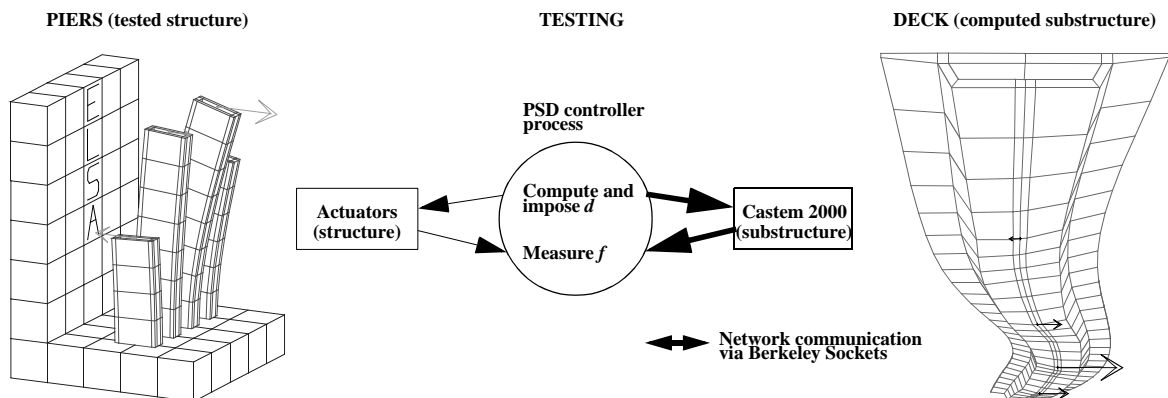 PIERS (tested structure)
TESTING
DECK (computed substructure)
ELSA
PSD controller
process
Actuators
(structure)
Compute and
impose d
Measure f
Castem 2000
(substructure)
Network communication
via Berkeley Sockets